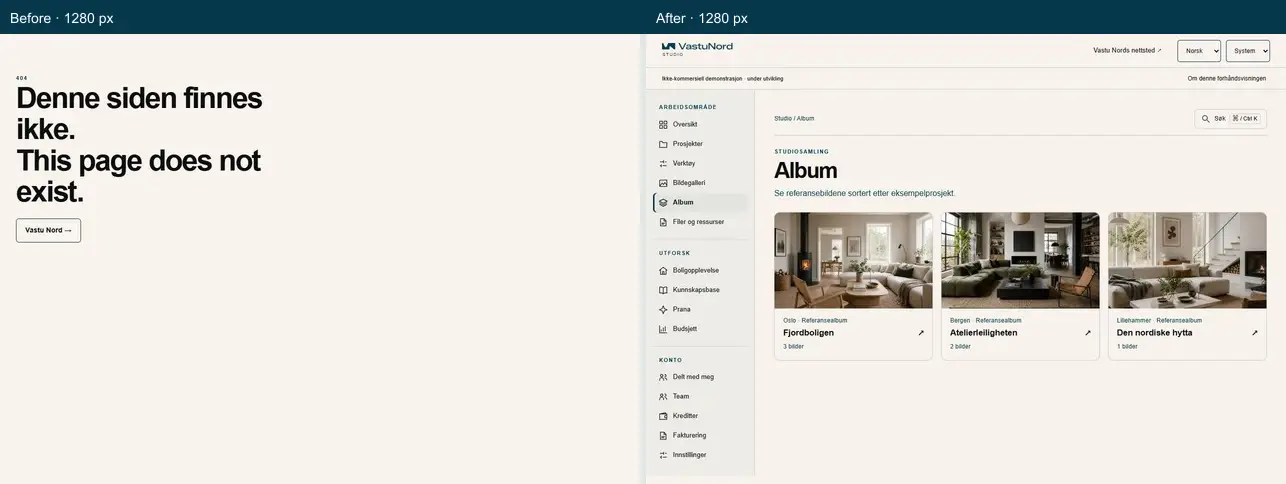 Before · 1280 px
404
Denne siden finnes
ikke.
This page does not
exist.
Vastu Nord →
After · 1280 px
VastuNord
STUDIO
Vastu Nords nettsted ↗
Norsk
System
Ikke-kommersiell demonstrasjon · under utvikling
Om denne forhåndsvisningen
ARBEIDSOMRÅDE
Oversikt
Prosjekter
Verktøy
Bildegalleri
Album
Filer og ressurser
UTFORSK
Boligopplevelse
Kunnskapsbase
Prana
Budsjett
KONTO
Delt med meg
Team
Kreditter
Fakturering
Innstillinger
Studio / Album
Søk ⌘ / Ctrl K
STUDIOSAMLING
Album
Se referansebildene sortert etter eksempelprosjekt.
Oslo · Referansealbum
Fjordboligen ↗
3 bilder
Bergen · Referansealbum
Atelierleiligheten ↗
2 bilder
Lillehammer · Referansealbum
Den nordiske hytta ↗
1 bilder